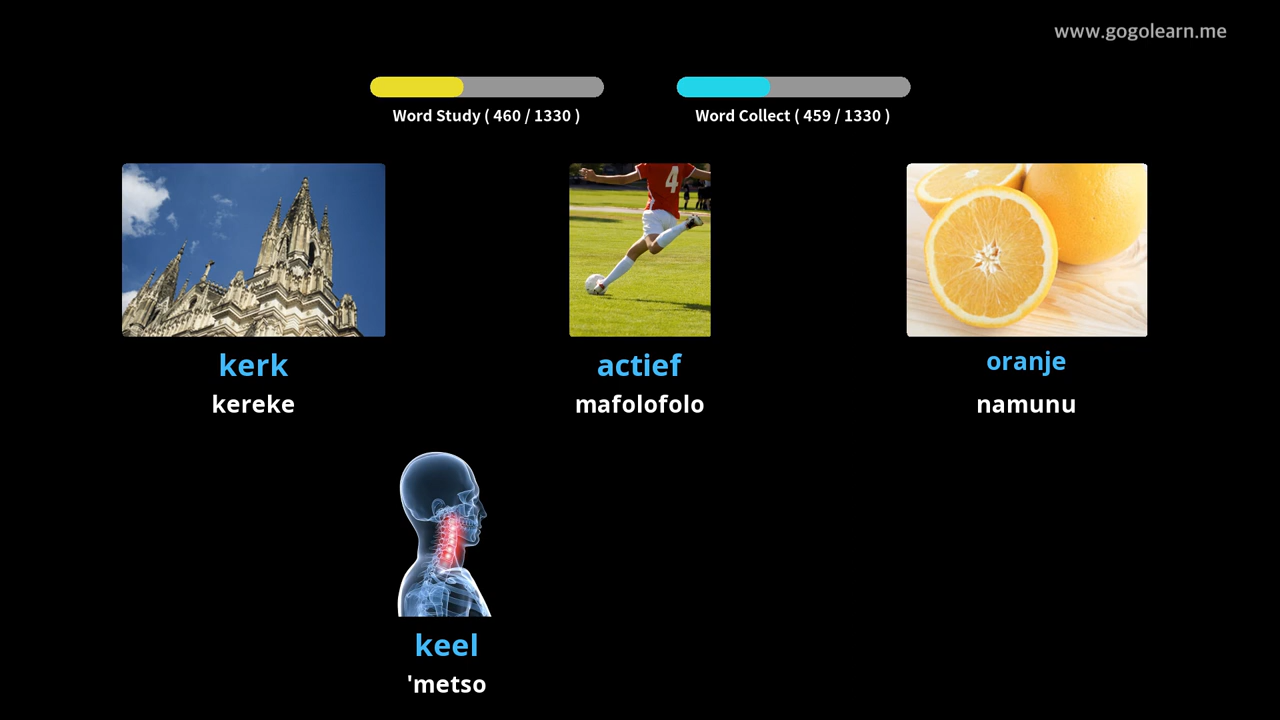 www.gogolearn.me
Word Study ( 460 / 1330 )
Word Collect ( 459 / 1330 )
4
kerk
kereke
actief
mafolofolo
oranje
namunu
keel
'metso